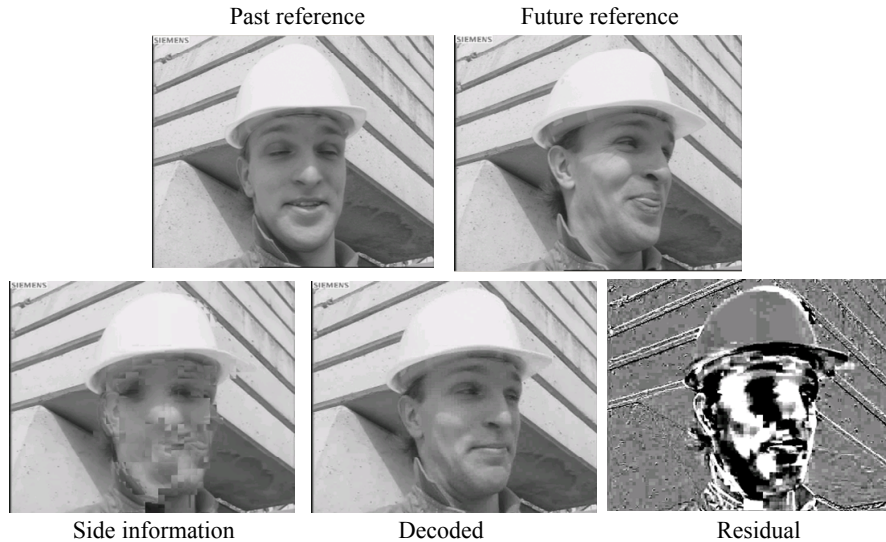 Past reference
Future reference
SIEMENS
SIEMENS
SIEMENS
SIEMENS
Side information
Decoded
Residual